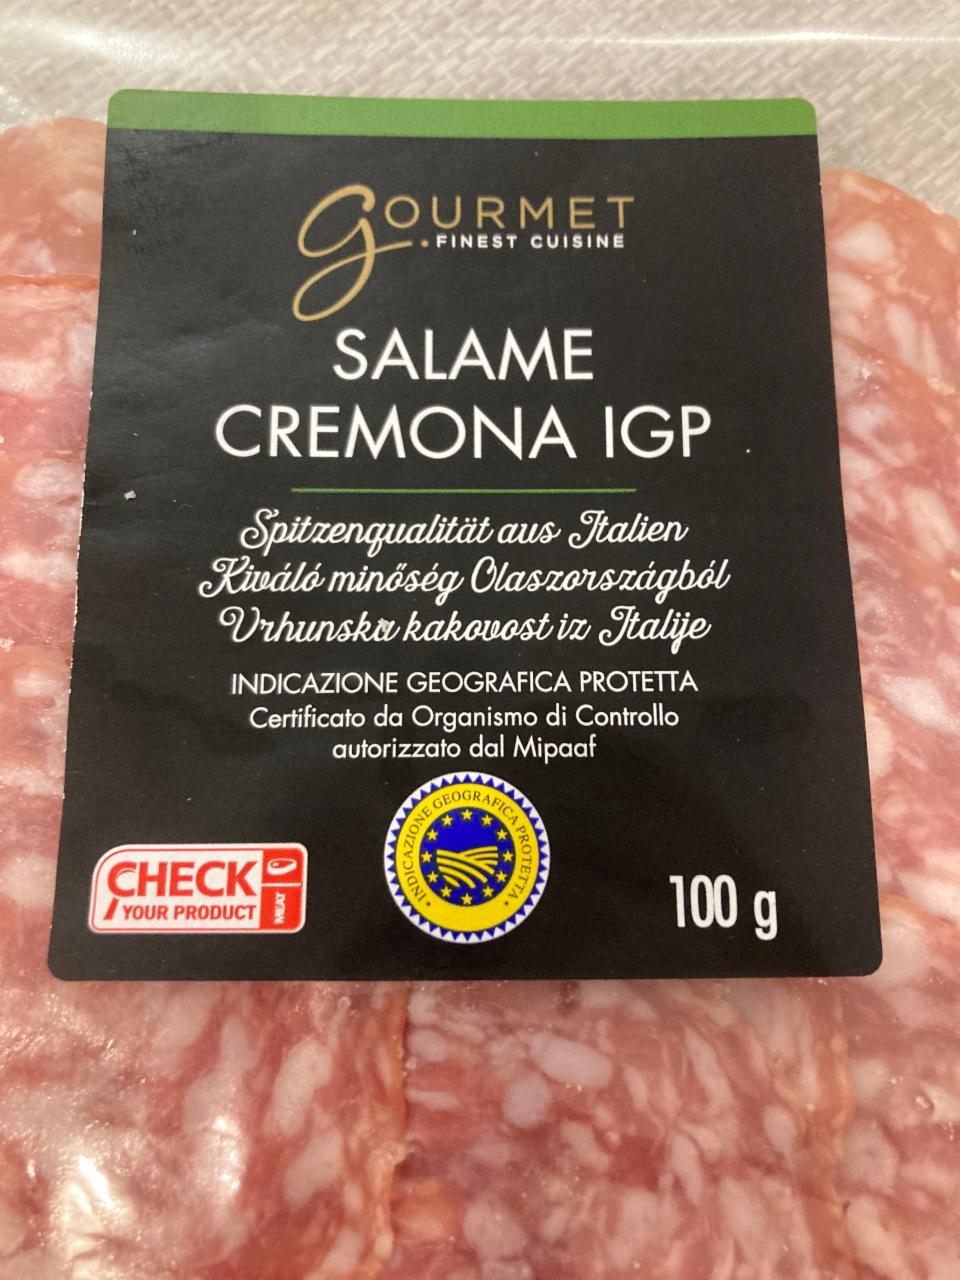 GOURMET
FINEST CUISINE
SALAME
CREMONA IGP
Spitzenqualität aus Italien
Kiváló minőség Olaszországból
Vrhunska kakovost iz Italije
INDICAZIONE GEOGRAFICA PROTETTA
Certificato da Organismo di Controllo
autorizzato dal Mipaaf
INDICAZIONE GEOGRAFICA PROTETTA
CHECK
YOUR PRODUCT
MEAT
100 g